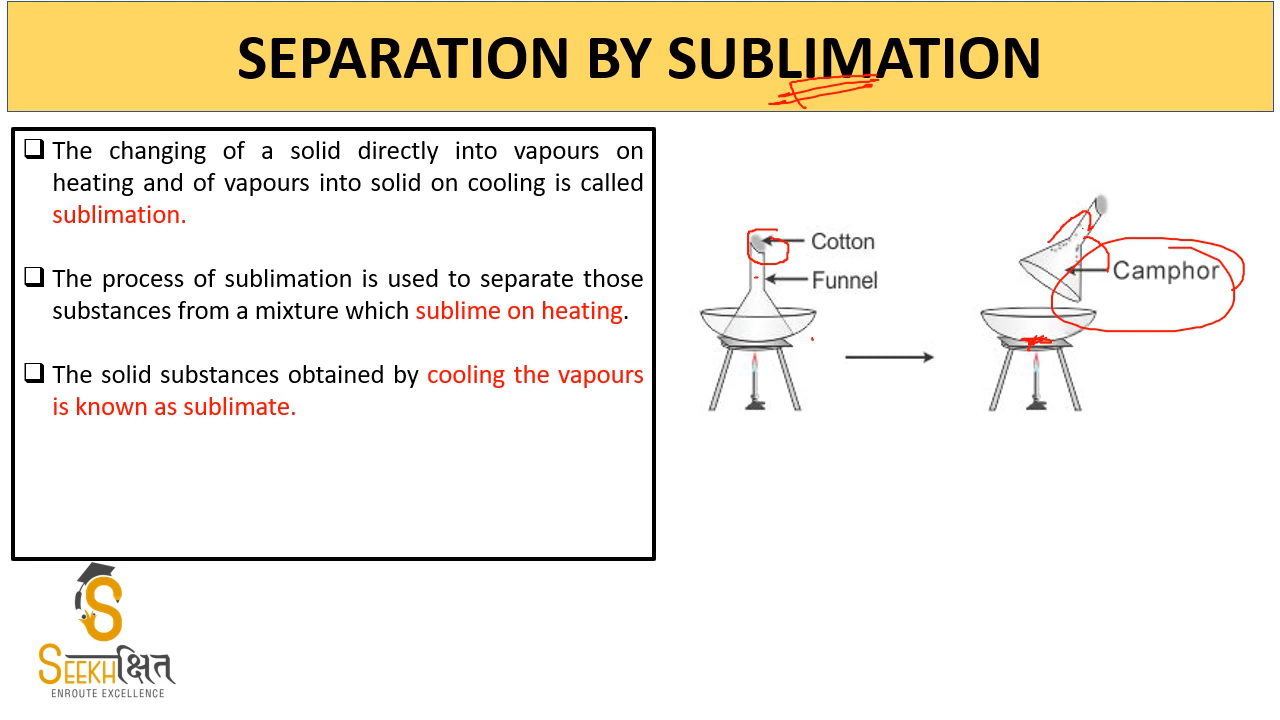 SEPARATION BY SUBLIMATION
❑ The changing of a solid directly into vapours on
heating and of vapours into solid on cooling is called
sublimation.
❑ The process of sublimation is used to separate those
substances from a mixture which sublime on heating.
❑ The solid substances obtained by cooling the vapours
is known as sublimate.
Cotton
Funnel
Camphor
S
SEEKHक्षित
ENROUTE EXCELLENCE